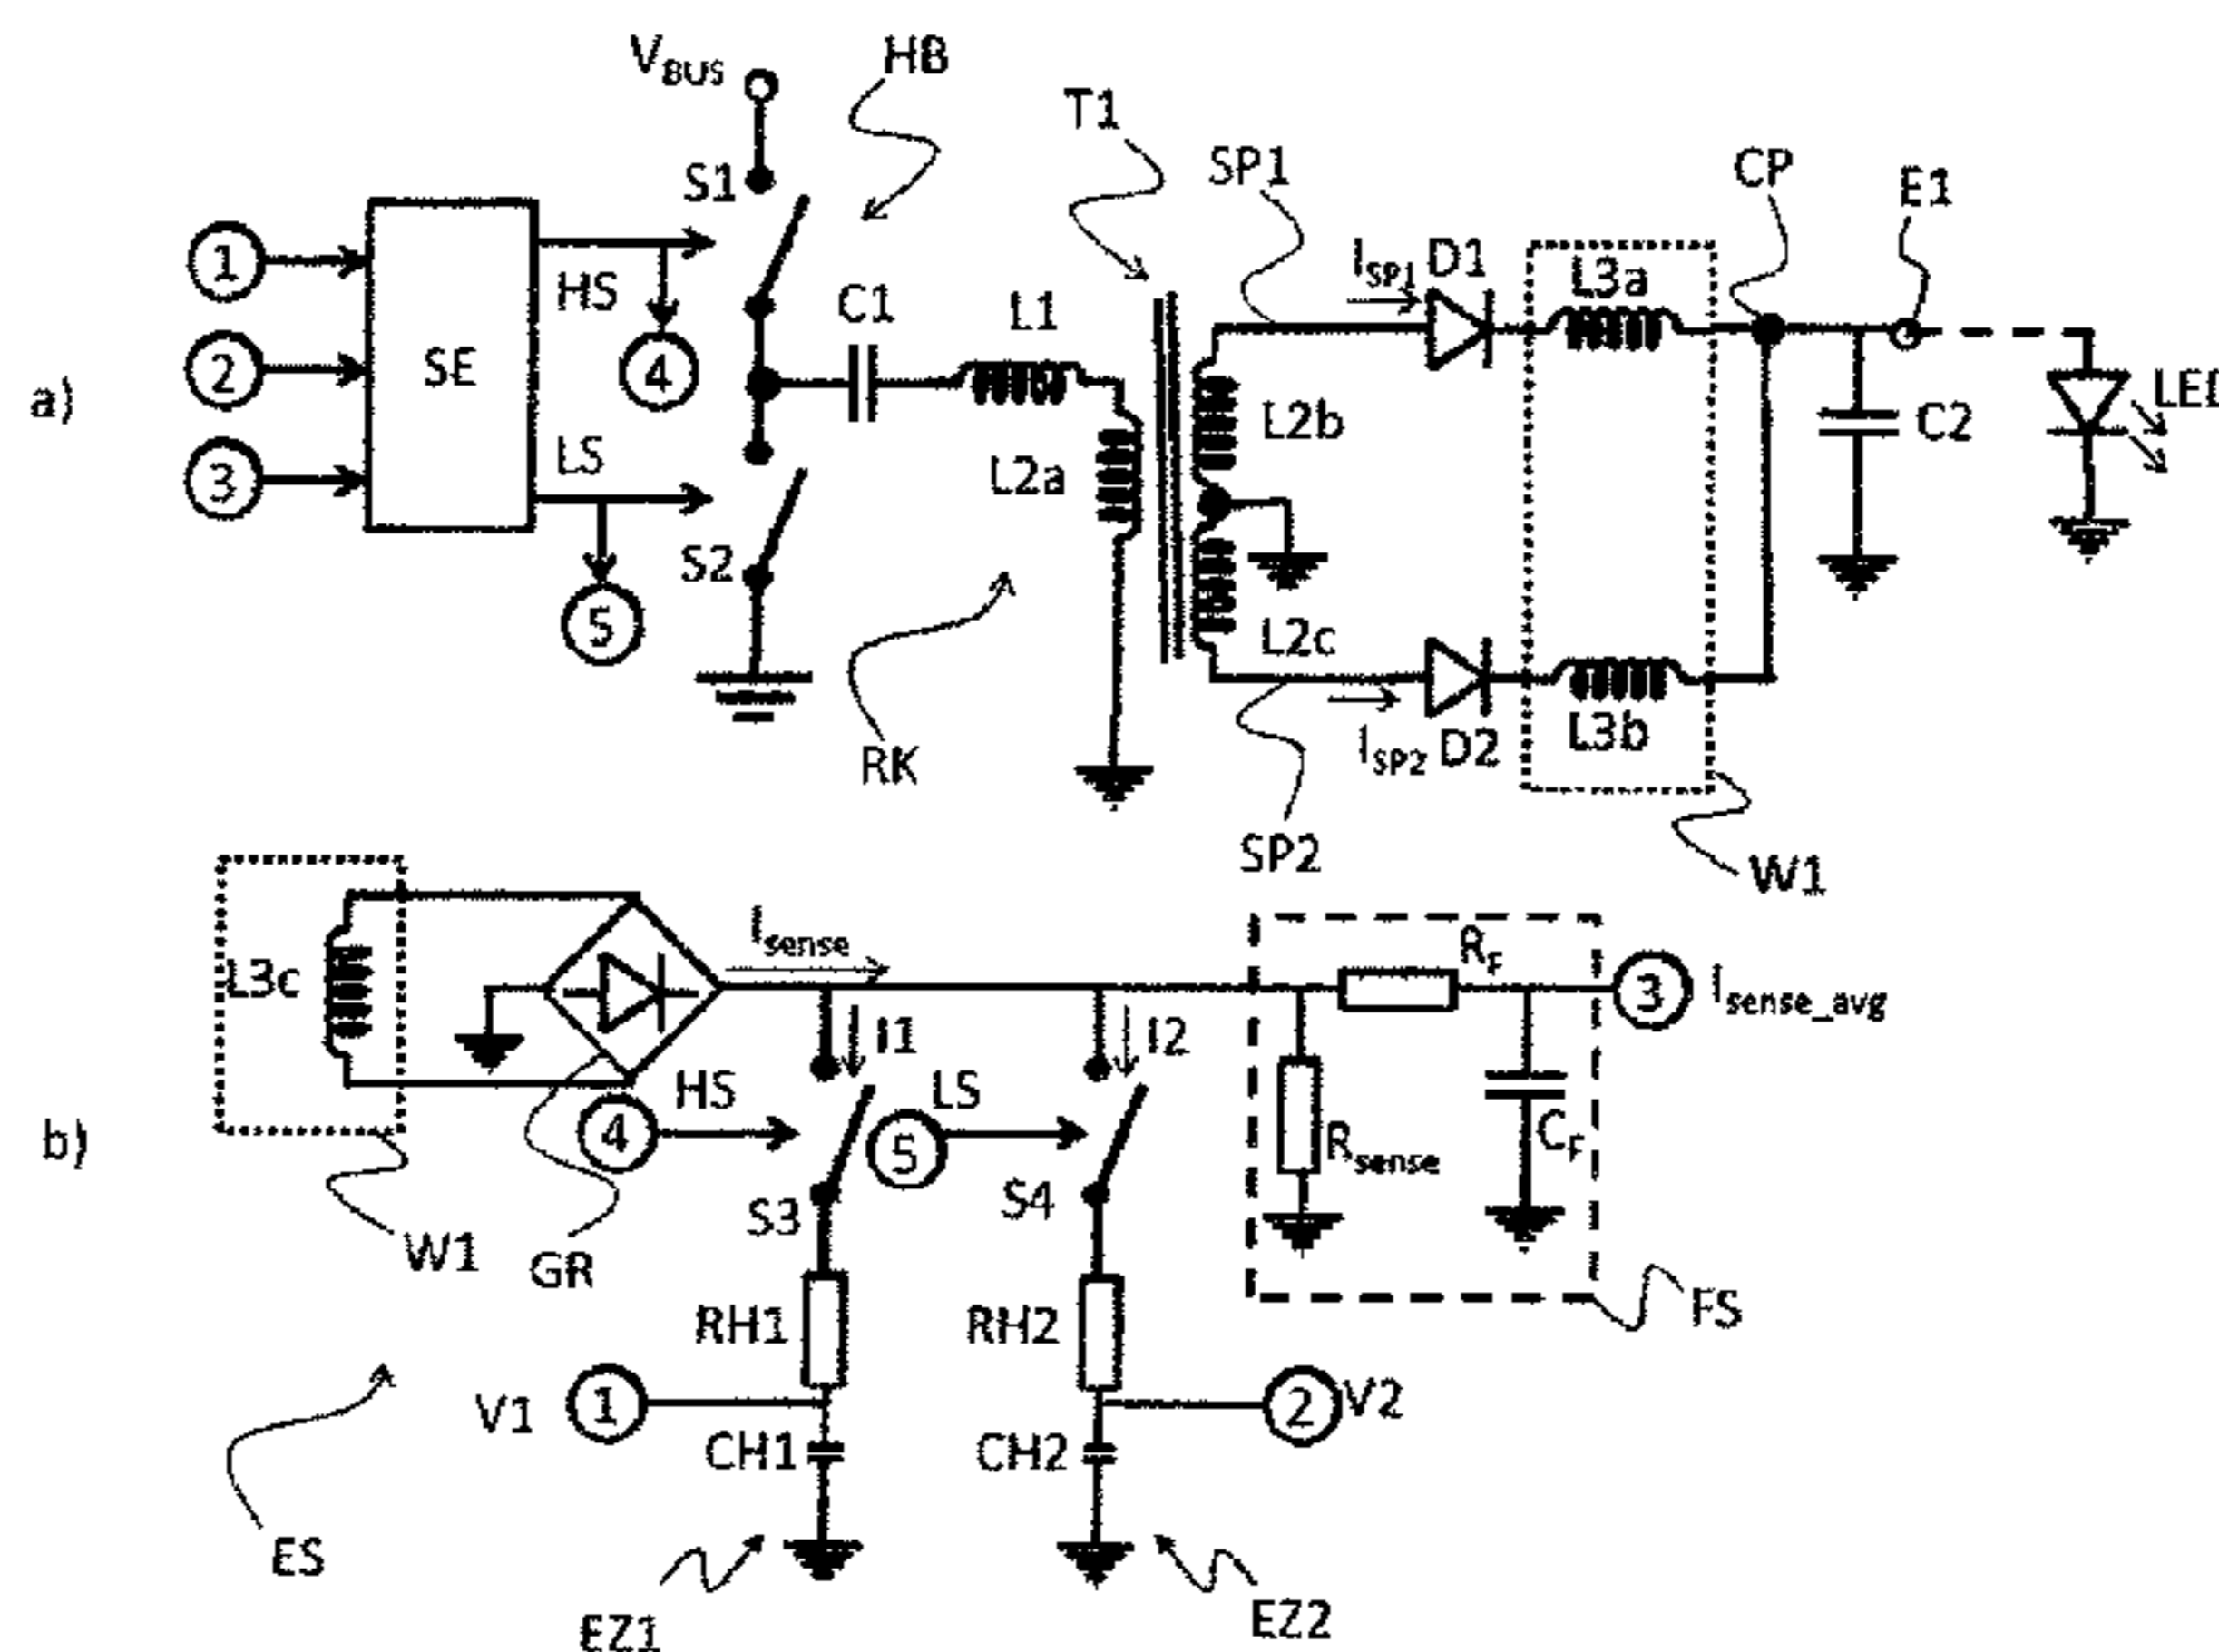 V_BUS
HB
T1
SP1
CP
E1
S1
1
HS
4
C1
L1
I_SP1
D1
L3a
2
SE
L2b
C2
LED
a)
3
LS
L2a
S2
5
L2c
L3b
I_SP2
D2
RK
SP2
W1
L3c
I_sense
R_F
3
I_sense_avg
I1
I2
HS
LS
4
5
b)
R_sense
C_F
S3
S4
W1
GR
FS
RH1
RH2
V1
1
2
V2
CH1
CH2
ES
EZ1
EZ2